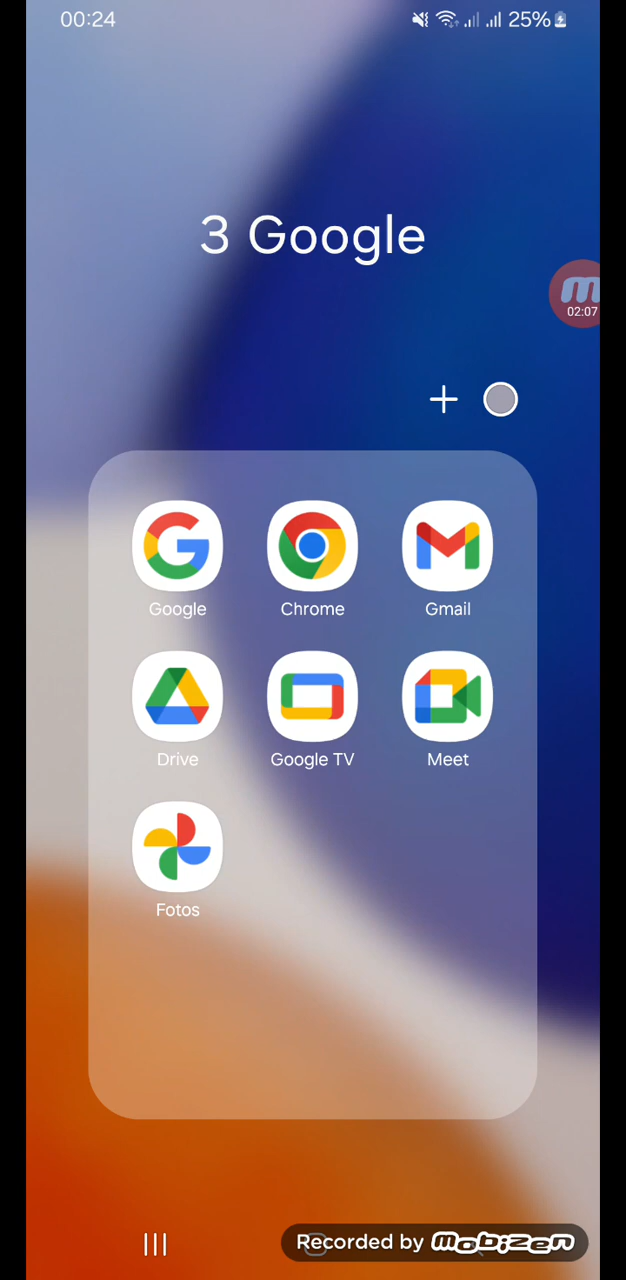 00:24 25%
3 Google
02:07
Google Chrome Gmail
Drive Google TV Meet
Fotos
Recorded by mobizen